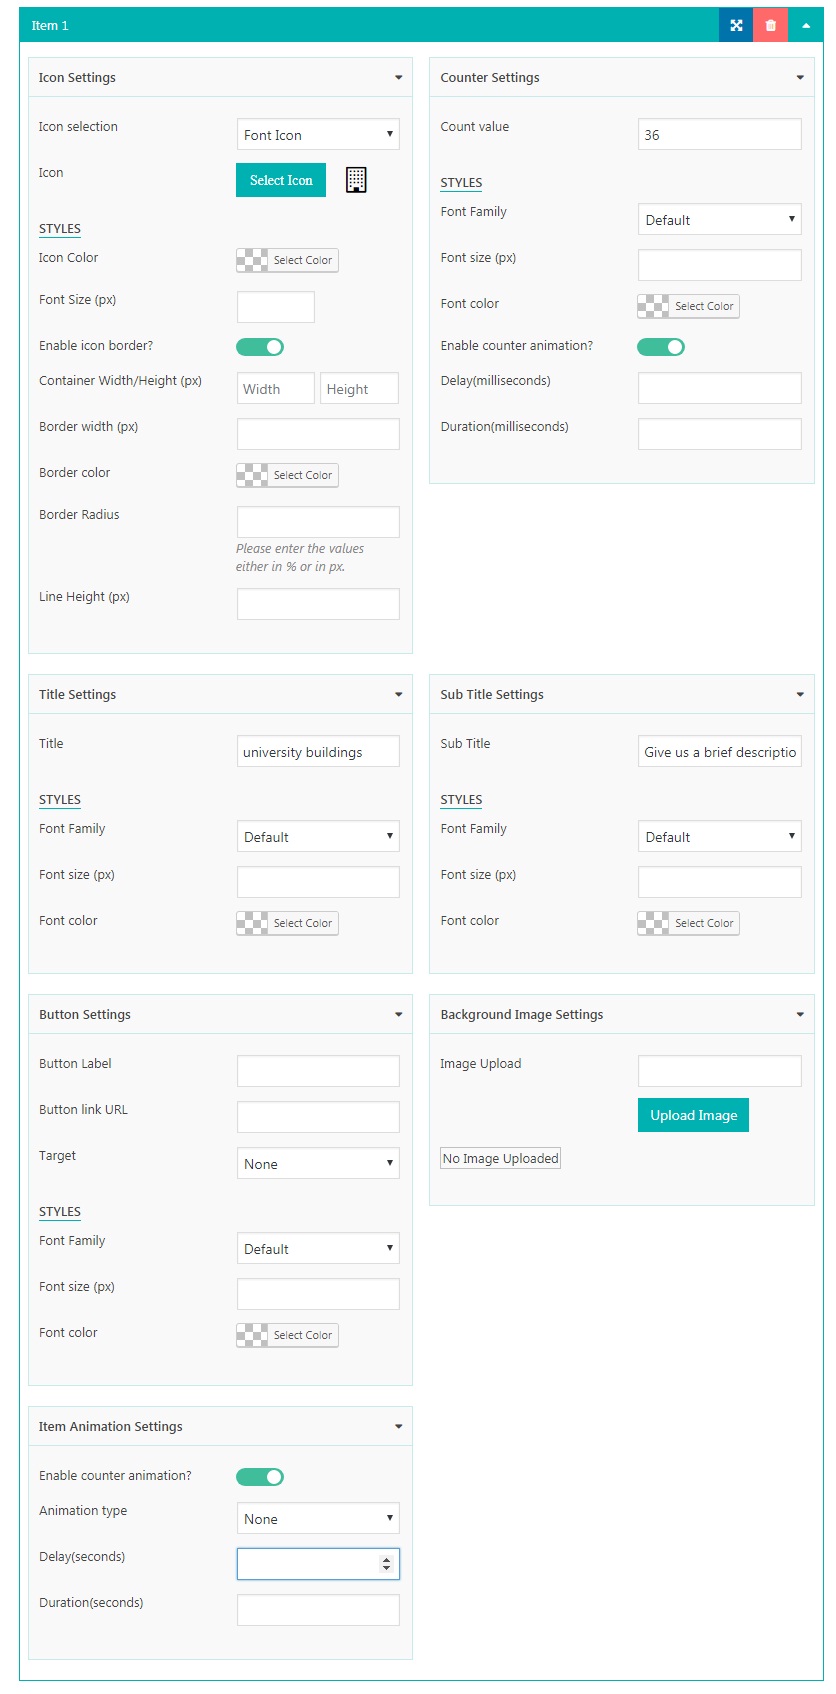 Item 1
Icon Settings
Icon selection
Font Icon
Icon
Select Icon
STYLES
Icon Color
Select Color
Font Size (px)
Enable icon border?
Container Width/Height (px)
Width
Height
Border width (px)
Border color
Select Color
Border Radius
Please enter the values
either in % or in px.
Line Height (px)
Counter Settings
Count value
36
STYLES
Font Family
Default
Font size (px)
Font color
Select Color
Enable counter animation?
Delay(milliseconds)
Duration(milliseconds)
Title Settings
Title
university buildings
STYLES
Font Family
Default
Font size (px)
Font color
Select Color
Sub Title Settings
Sub Title
Give us a brief descriptio
STYLES
Font Family
Default
Font size (px)
Font color
Select Color
Button Settings
Button Label
Button link URL
Target
None
STYLES
Font Family
Default
Font size (px)
Font color
Select Color
Background Image Settings
Image Upload
Upload Image
No Image Uploaded
Item Animation Settings
Enable counter animation?
Animation type
None
Delay(seconds)
Duration(seconds)